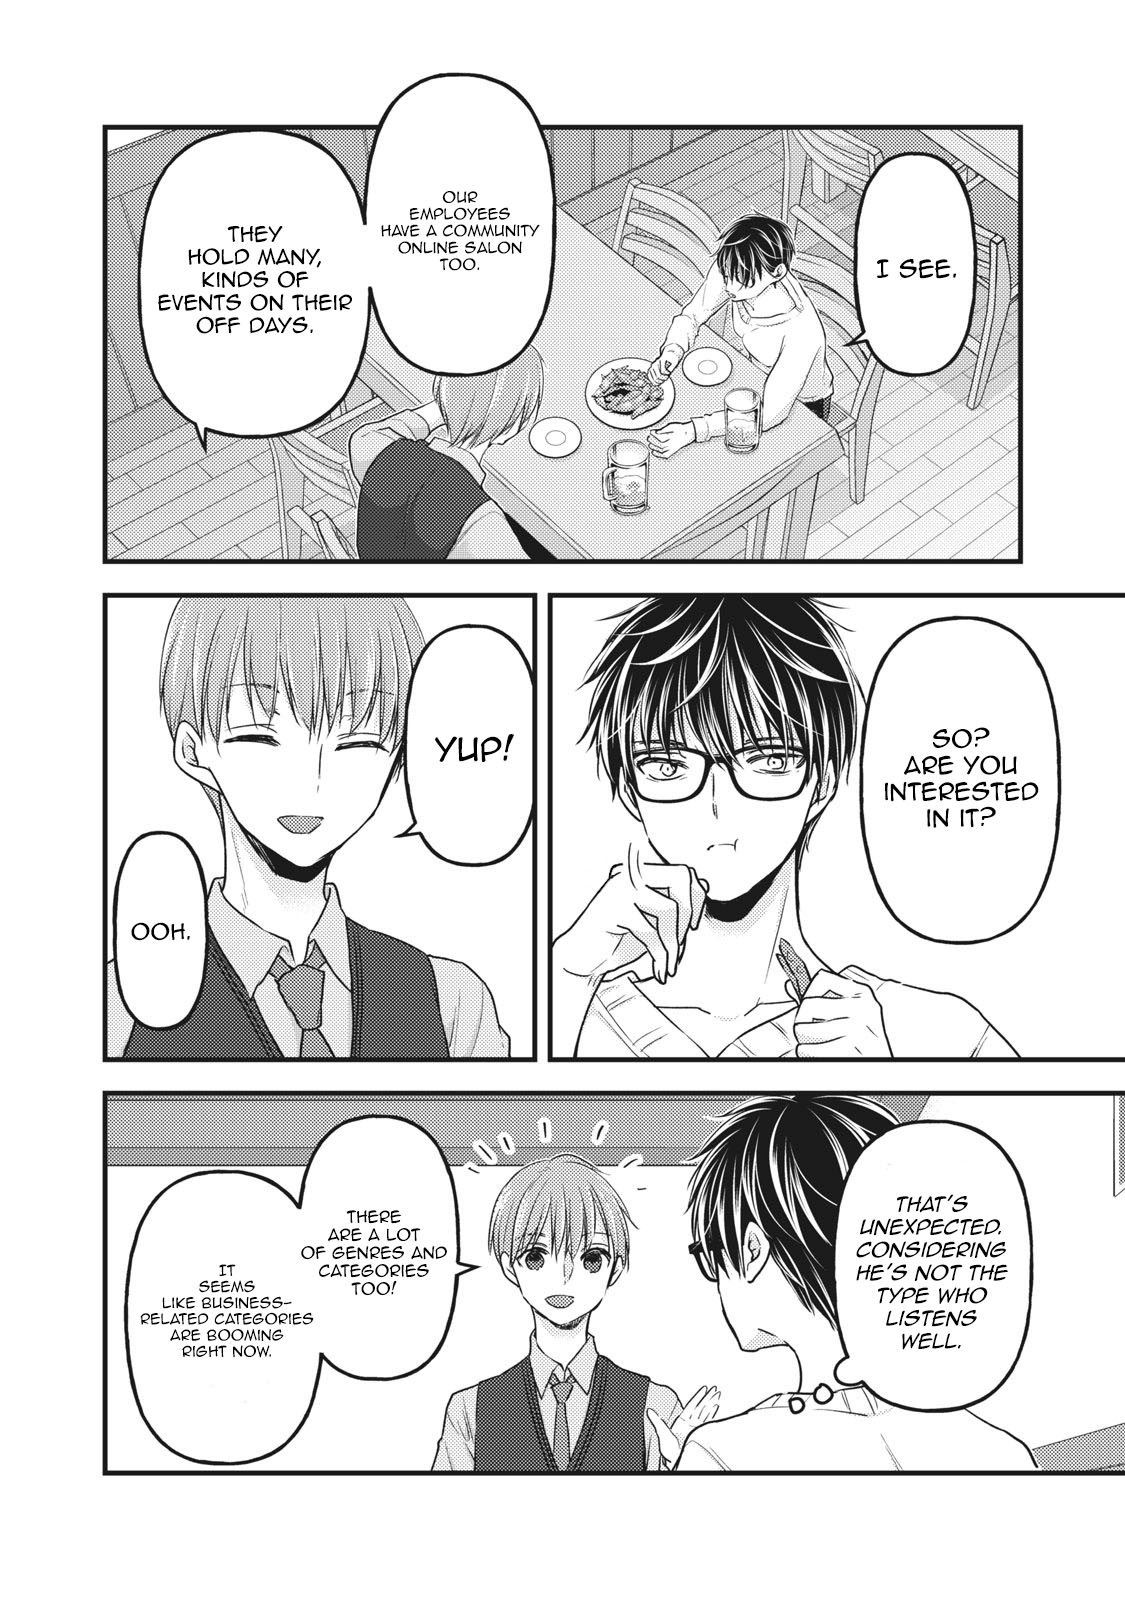 I SEE.
OUR
EMPLOYEES
HAVE A COMMUNITY
ONLINE SALON
TOO.
THEY
HOLD MANY,
KINDS OF
EVENTS ON THEIR
OFF DAYS.
SO?
ARE YOU
INTERESTED
IN IT?
YUP!
OOH.
THAT'S
UNEXPECTED.
CONSIDERING
HE'S NOT THE
TYPE WHO
LISTENS
WELL.
THERE
ARE A LOT
OF GENRES AND
CATEGORIES
TOO!
IT
SEEMS
LIKE BUSINESS-
RELATED CATEGORIES
ARE BOOMING
RIGHT NOW.